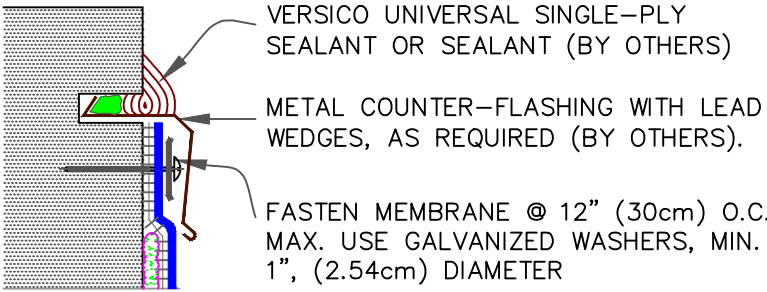 VERSICO UNIVERSAL SINGLE-PLY
SEALANT OR SEALANT (BY OTHERS)
METAL COUNTER-FLASHING WITH LEAD
WEDGES, AS REQUIRED (BY OTHERS).
FASTEN MEMBRANE @ 12" (30cm) O.C.
MAX. USE GALVANIZED WASHERS, MIN.
1", (2.54cm) DIAMETER